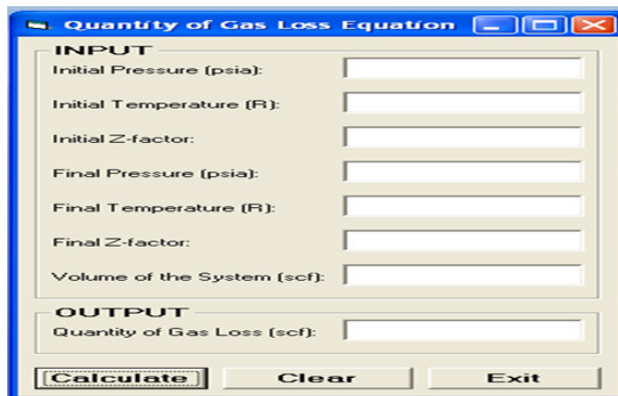 Quantity of Gas Loss Equation
INPUT
Initial Pressure (psia):
Initial Temperature (R):
Initial Z-factor:
Final Pressure (psia):
Final Temperature (R):
Final Z-factor:
Volume of the System (scf):
OUTPUT
Quantity of Gas Loss (scf):
Calculate Clear Exit